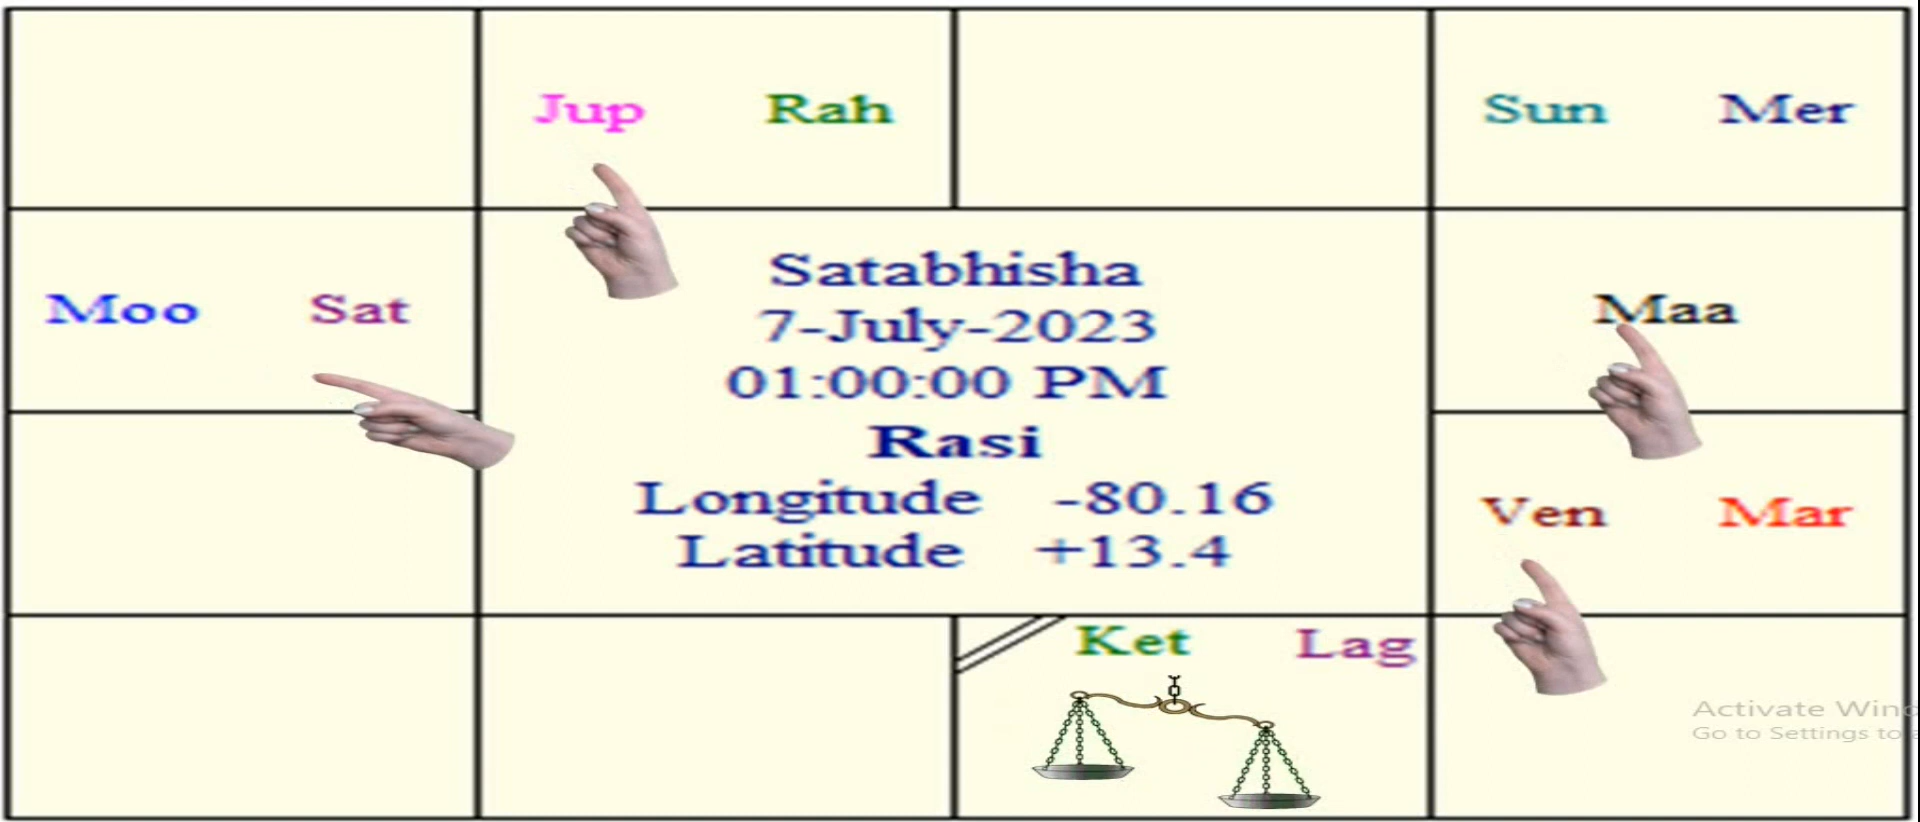 Jup Rah
Sun Mer
Moo Sat
Satabhisha
7-July-2023
01:00:00 PM
Rasi
Longitude -80.16
Latitude +13.4
Maa
Ven Mar
Ket Lag
Activate Wind
Go to Settings to a